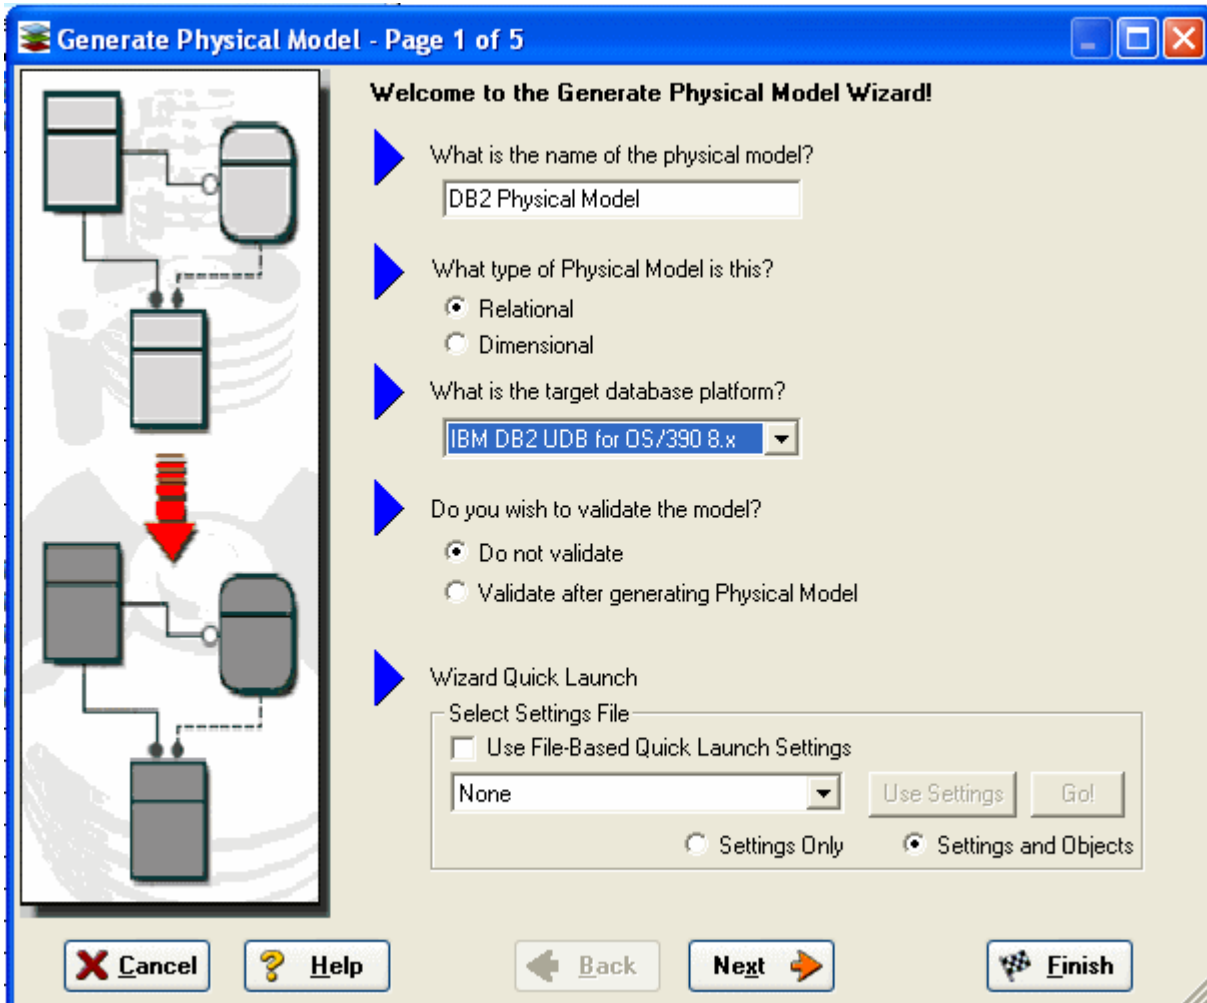 Generate Physical Model - Page 1 of 5
Welcome to the Generate Physical Model Wizard!
What is the name of the physical model?
DB2 Physical Model
What type of Physical Model is this?
Relational
Dimensional
What is the target database platform?
IBM DB2 UDB for OS/390 8.x
Do you wish to validate the model?
Do not validate
Validate after generating Physical Model
Wizard Quick Launch
Select Settings File
Use File-Based Quick Launch Settings
None
Use Settings
Go!
Settings Only
Settings and Objects
Cancel
Help
Back
Next
Finish